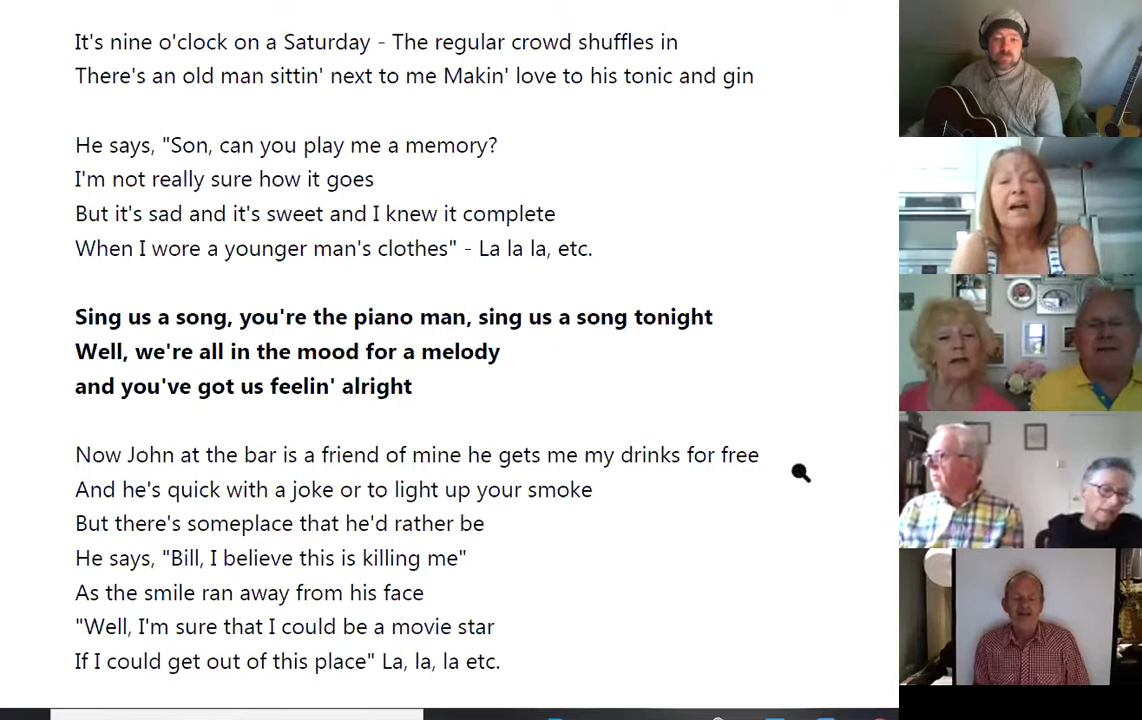 It's nine o'clock on a Saturday - The regular crowd shuffles in
There's an old man sittin' next to me Makin' love to his tonic and gin
He says, "Son, can you play me a memory?
I'm not really sure how it goes
But it's sad and it's sweet and I knew it complete
When I wore a younger man's clothes" - La la la, etc.
Sing us a song, you're the piano man, sing us a song tonight
Well, we're all in the mood for a melody
and you've got us feelin' alright
Now John at the bar is a friend of mine he gets me my drinks for free
And he's quick with a joke or to light up your smoke
But there's someplace that he'd rather be
He says, "Bill, I believe this is killing me"
As the smile ran away from his face
"Well, I'm sure that I could be a movie star
If I could get out of this place" La, la, la etc.